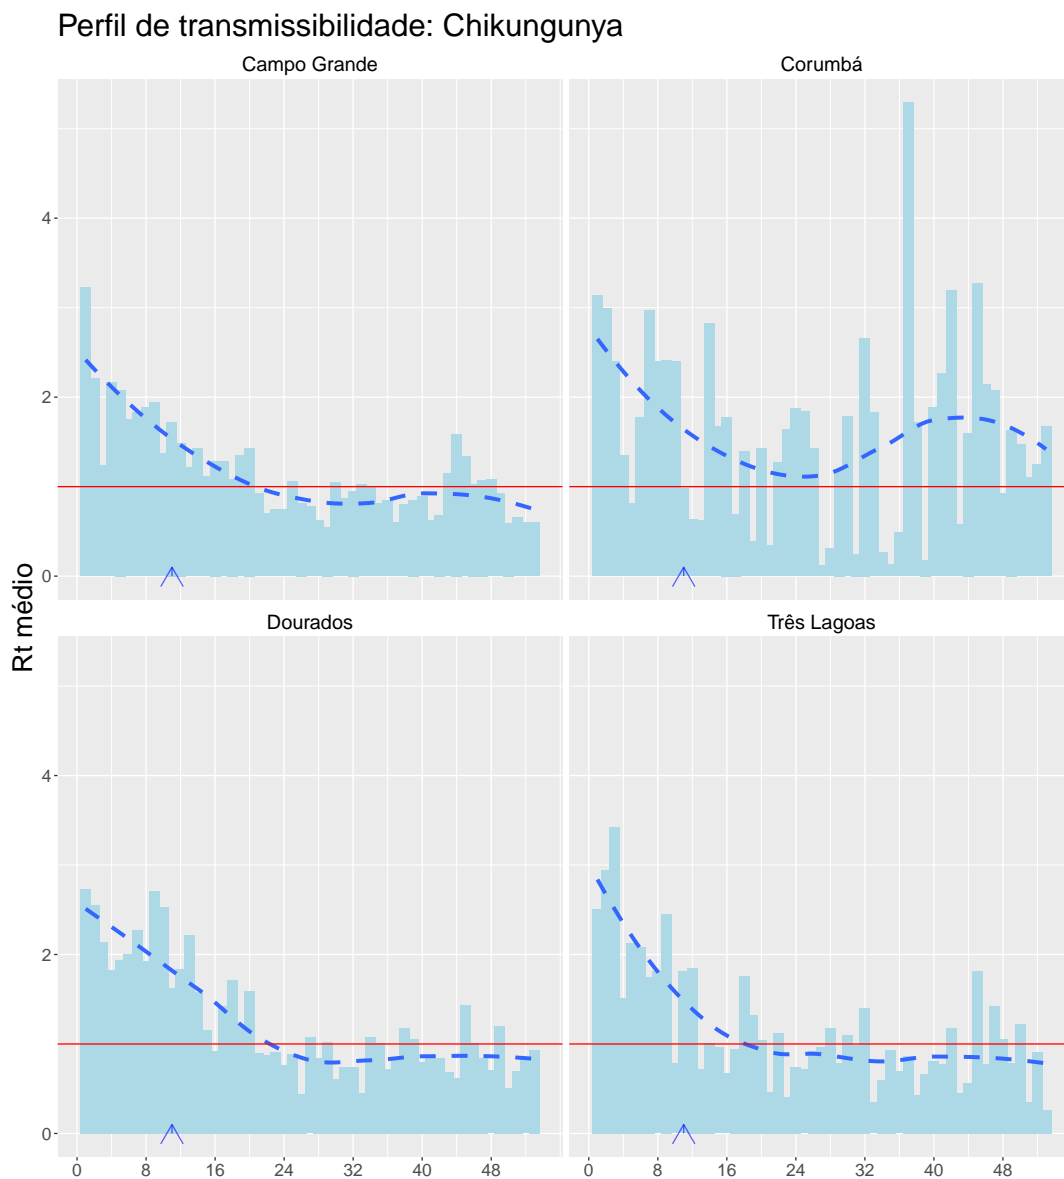 Perfil de transmissibilidade: Chikungunya
Campo Grande
Corumbá
4
2
0
Rt médio
Dourados
Três Lagoas
4
2
0
0 8 16 24 32 40 48
0 8 16 24 32 40 48